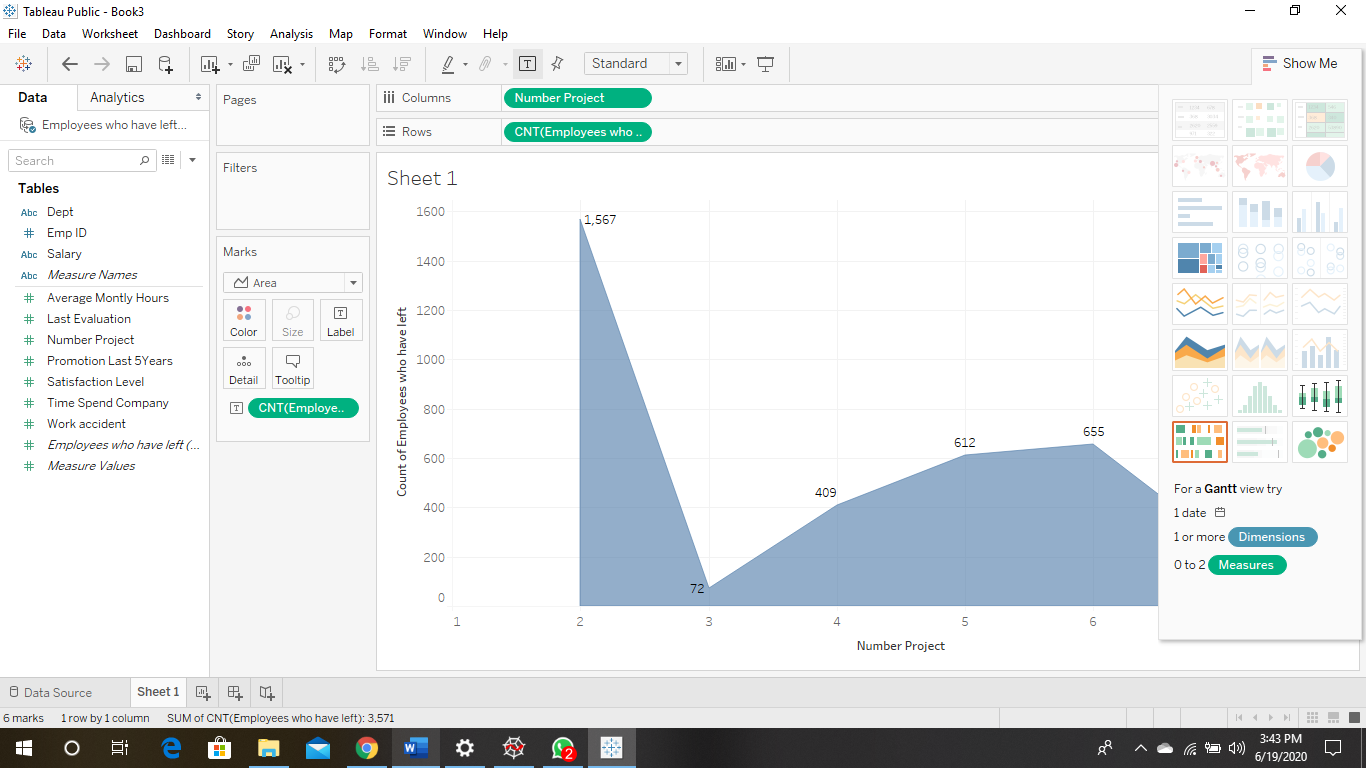 Tableau Public - Book3
File Data Worksheet Dashboard Story Analysis Map Format Window Help
Standard
Show Me
Data Analytics
Employees who have left...
Search
Tables
Abc Dept
# Emp ID
Abc Salary
Abc Measure Names
# Average Montly Hours
# Last Evaluation
# Number Project
# Promotion Last 5Years
# Satisfaction Level
# Time Spend Company
# Work accident
# Employees who have left (...
# Measure Values
Pages
Filters
Marks
Area
Color Size Label
Detail Tooltip
CNT(Employe..
Columns Number Project
Rows CNT(Employees who ..
Sheet 1
Count of Employees who have left
1600
1400
1200
1000
800
600
400
200
0
1,567
72
409
612
655
1 2 3 4 5 6
Number Project
For a Gantt view try
1 date
1 or more Dimensions
0 to 2 Measures
Data Source Sheet 1
6 marks 1 row by 1 column SUM of CNT(Employees who have left): 3,571
2
3:43 PM
6/19/2020